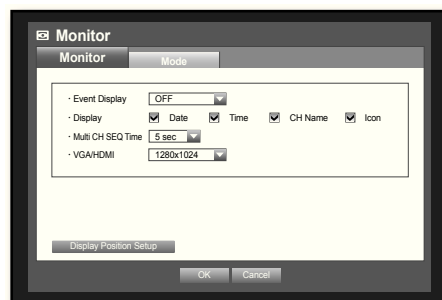 Monitor
Monitor Mode
· Event Display OFF
· Display Date Time CH Name Icon
· Multi CH SEQ Time 5 sec
· VGA/HDMI 1280x1024
Display Position Setup
OK Cancel